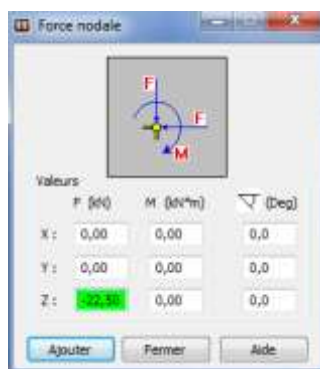 Force nodale
F
F
M
Valeurs
F (kN) M (kN*m) (Deg)
X : 0,00 0,00 0,0
Y : 0,00 0,00 0,0
Z : -22,50 0,00 0,0
Ajouter Fermer Aide